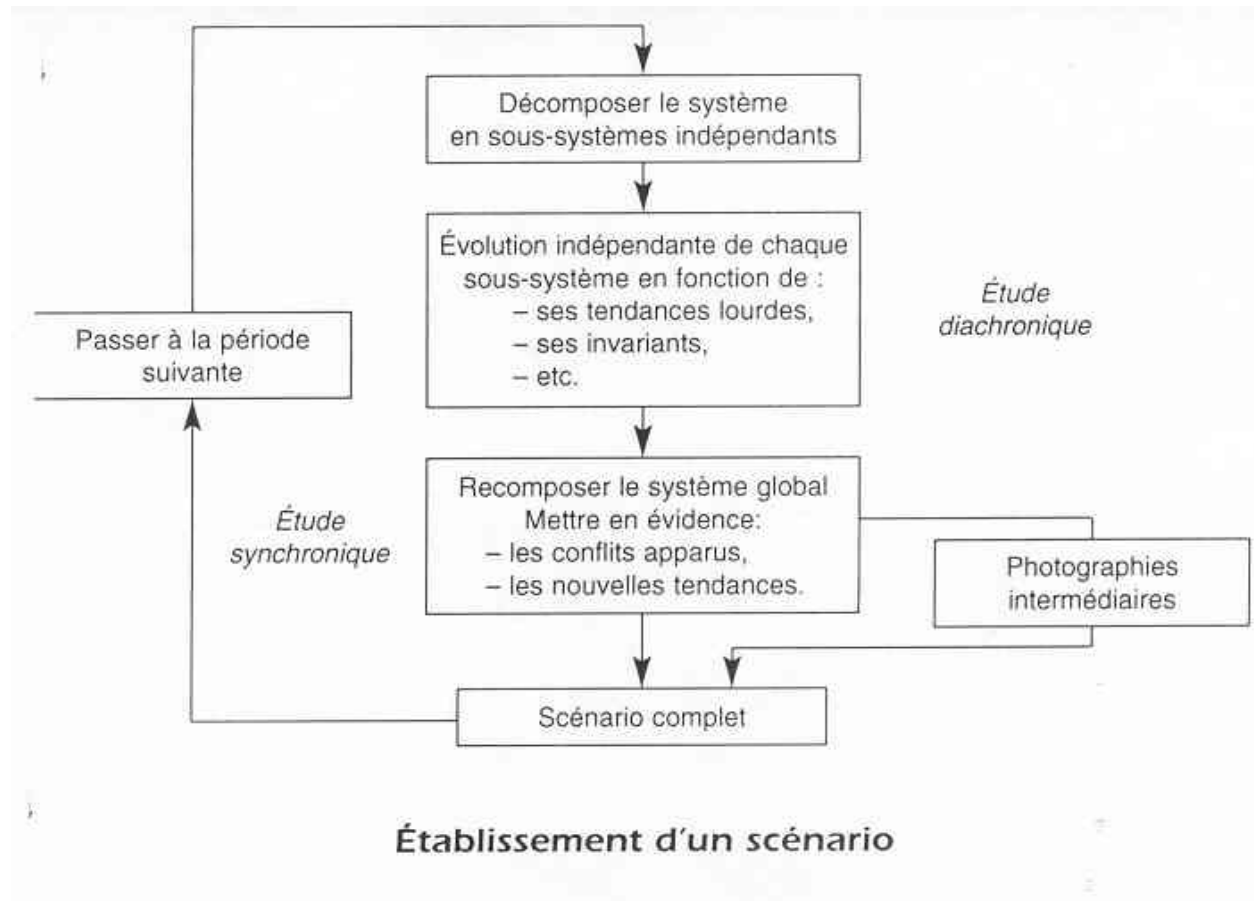 Décomposer le système
en sous-systèmes indépendants
Évolution indépendante de chaque
sous-système en fonction de :
– ses tendances lourdes,
– ses invariants,
– etc.
Étude
diachronique
Passer à la période
suivante
Recomposer le système global
Mettre en évidence:
– les conflits apparus,
– les nouvelles tendances.
Étude
synchronique
Photographies
intermédiaires
Scénario complet
Établissement d'un scénario